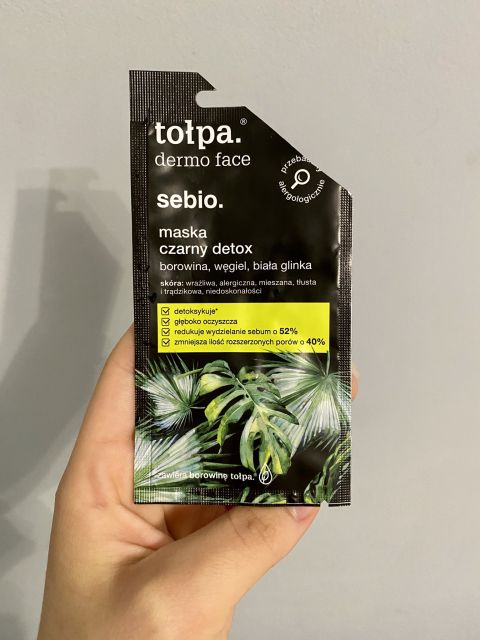 tołpa.®
dermo face
przebadany
alergologicznie
sebio.
maska
czarny detox
borowina, węgiel, biała glinka
skóra: wrażliwa, alergiczna, mieszana, tłusta
i trądzikowa, niedoskonałości
detoksykuje*
głęboko oczyszcza
redukuje wydzielanie sebum o 52%
zmniejsza ilość rozszerzonych porów o 40%
zawiera borowinę tołpa.®